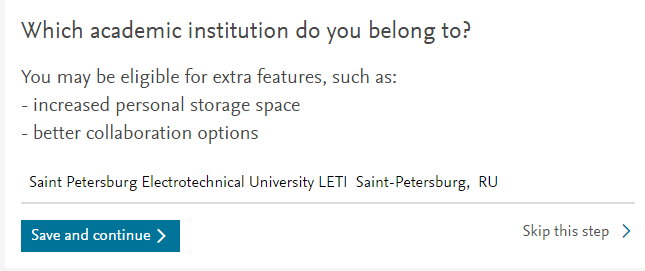 Which academic institution do you belong to?
You may be eligible for extra features, such as:
- increased personal storage space
- better collaboration options
Saint Petersburg Electrotechnical University LETI Saint-Petersburg, RU
Save and continue
Skip this step